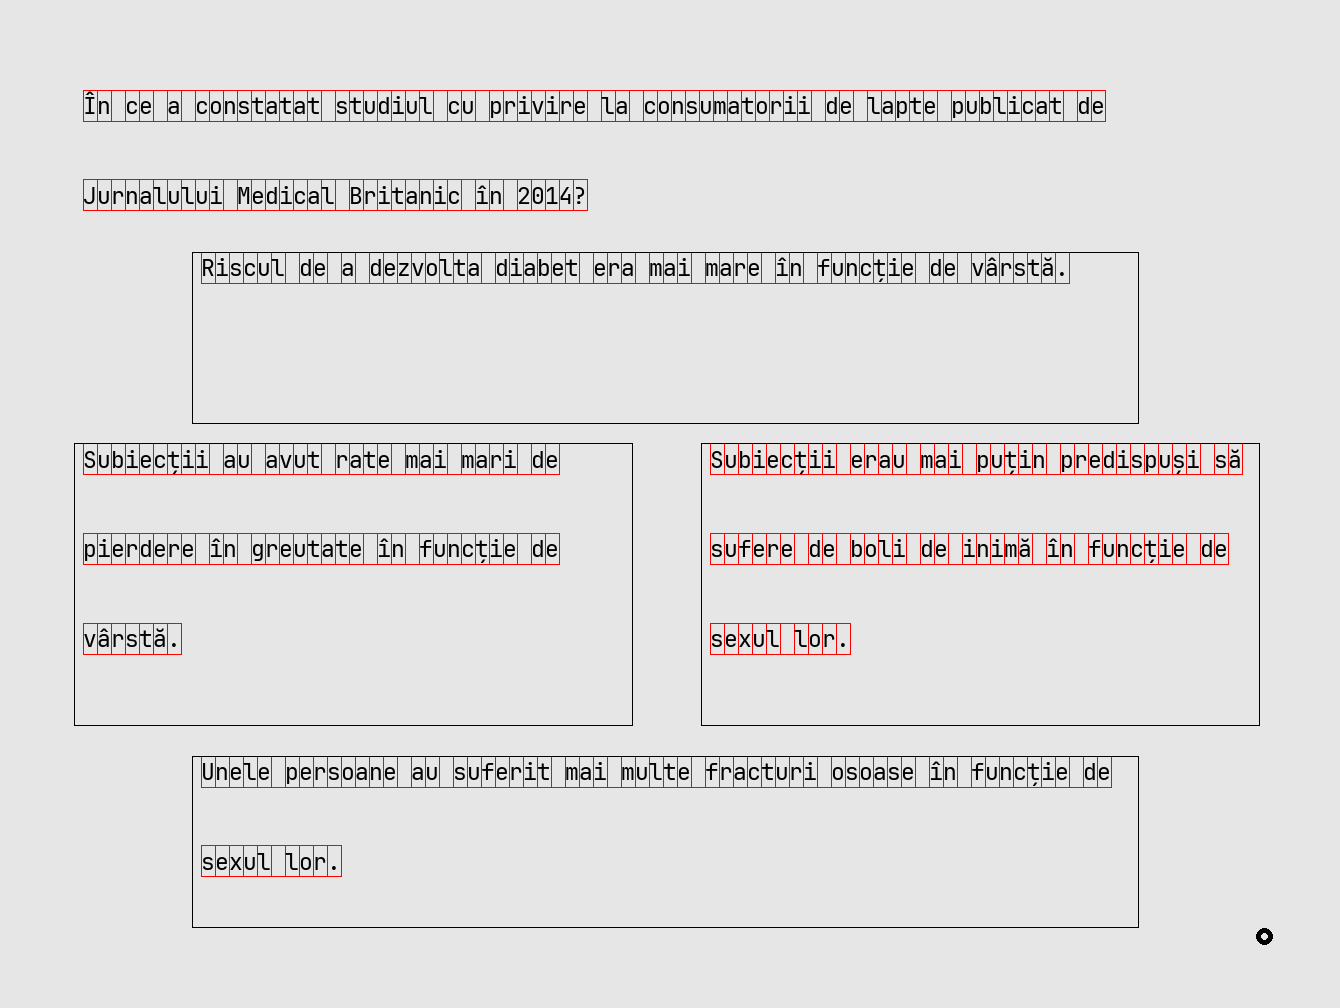 În ce a constatat studiul cu privire la consumatorii de lapte publicat de
Jurnalului Medical Britanic în 2014?
Riscul de a dezvolta diabet era mai mare în funcție de vârstă.
Subiecții au avut rate mai mari de
pierdere în greutate în funcție de
vârstă.
Subiecții erau mai puțin predispuși să
sufere de boli de inimă în funcție de
sexul lor.
Unele persoane au suferit mai multe fracturi osoase în funcție de
sexul lor.